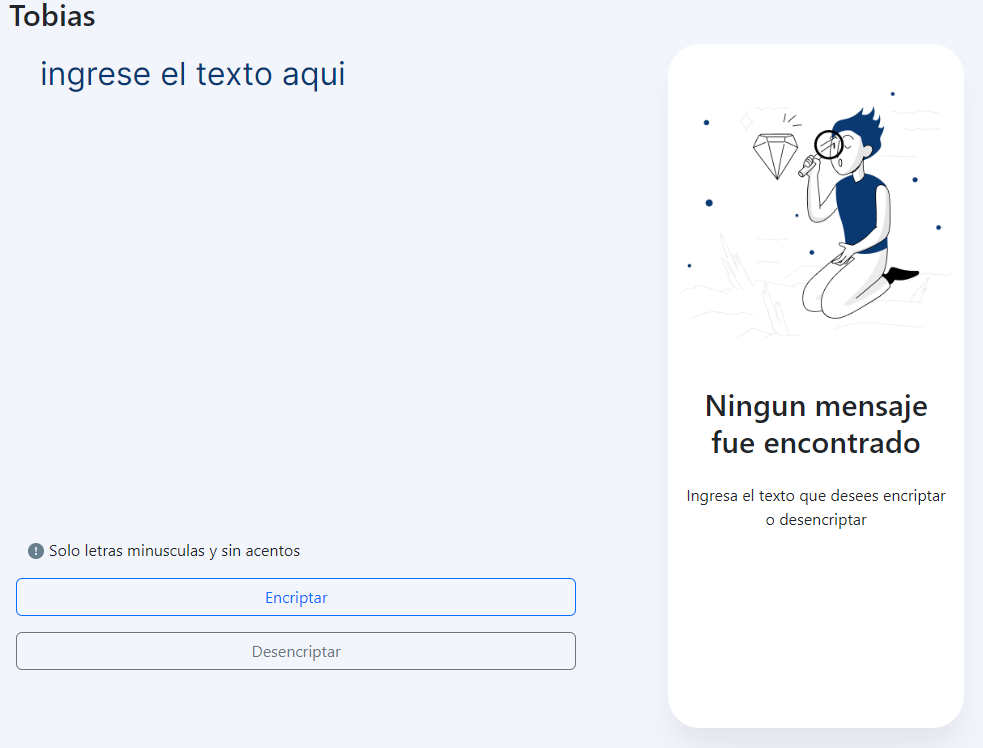 Tobias
ingrese el texto aqui
Ningun mensaje
fue encontrado
Ingresa el texto que desees encriptar
o desencriptar
! Solo letras minusculas y sin acentos
Encriptar
Desencriptar